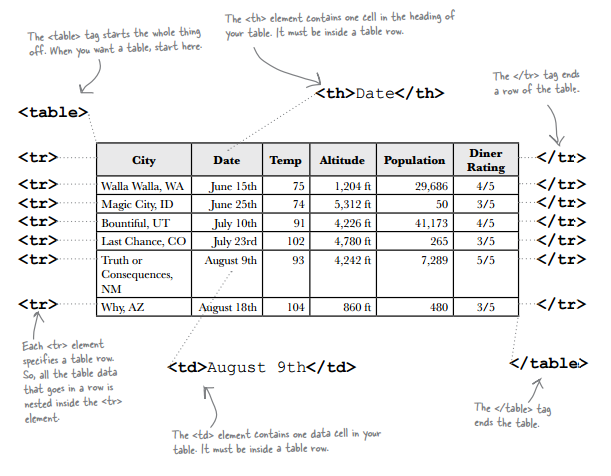 The <table> tag starts the whole thing
off. When you want a table, start here.
The <th> element contains one cell in the heading of
your table. It must be inside a table row.
The </tr> tag ends
a row of the table.
<th>Date</th>
<table>
<tr> City Date Temp Altitude Population Diner Rating </tr>
<tr> Walla Walla, WA June 15th 75 1,204 ft 29,686 4/5 </tr>
<tr> Magic City, ID June 25th 74 5,312 ft 50 3/5 </tr>
<tr> Bountiful, UT July 10th 91 4,226 ft 41,173 4/5 </tr>
<tr> Last Chance, CO July 23rd 102 4,780 ft 265 3/5 </tr>
<tr> Truth or August 9th 93 4,242 ft 7,289 5/5 </tr>
Consequences,
NM
<tr> Why, AZ August 18th 104 860 ft 480 3/5 </tr>
Each <tr> element
specifies a table row.
So, all the table data
that goes in a row is
nested inside the <tr>
element.
<td>August 9th</td>
</table>
The </table> tag
ends the table.
The <td> element contains one data cell in your
table. It must be inside a table row.